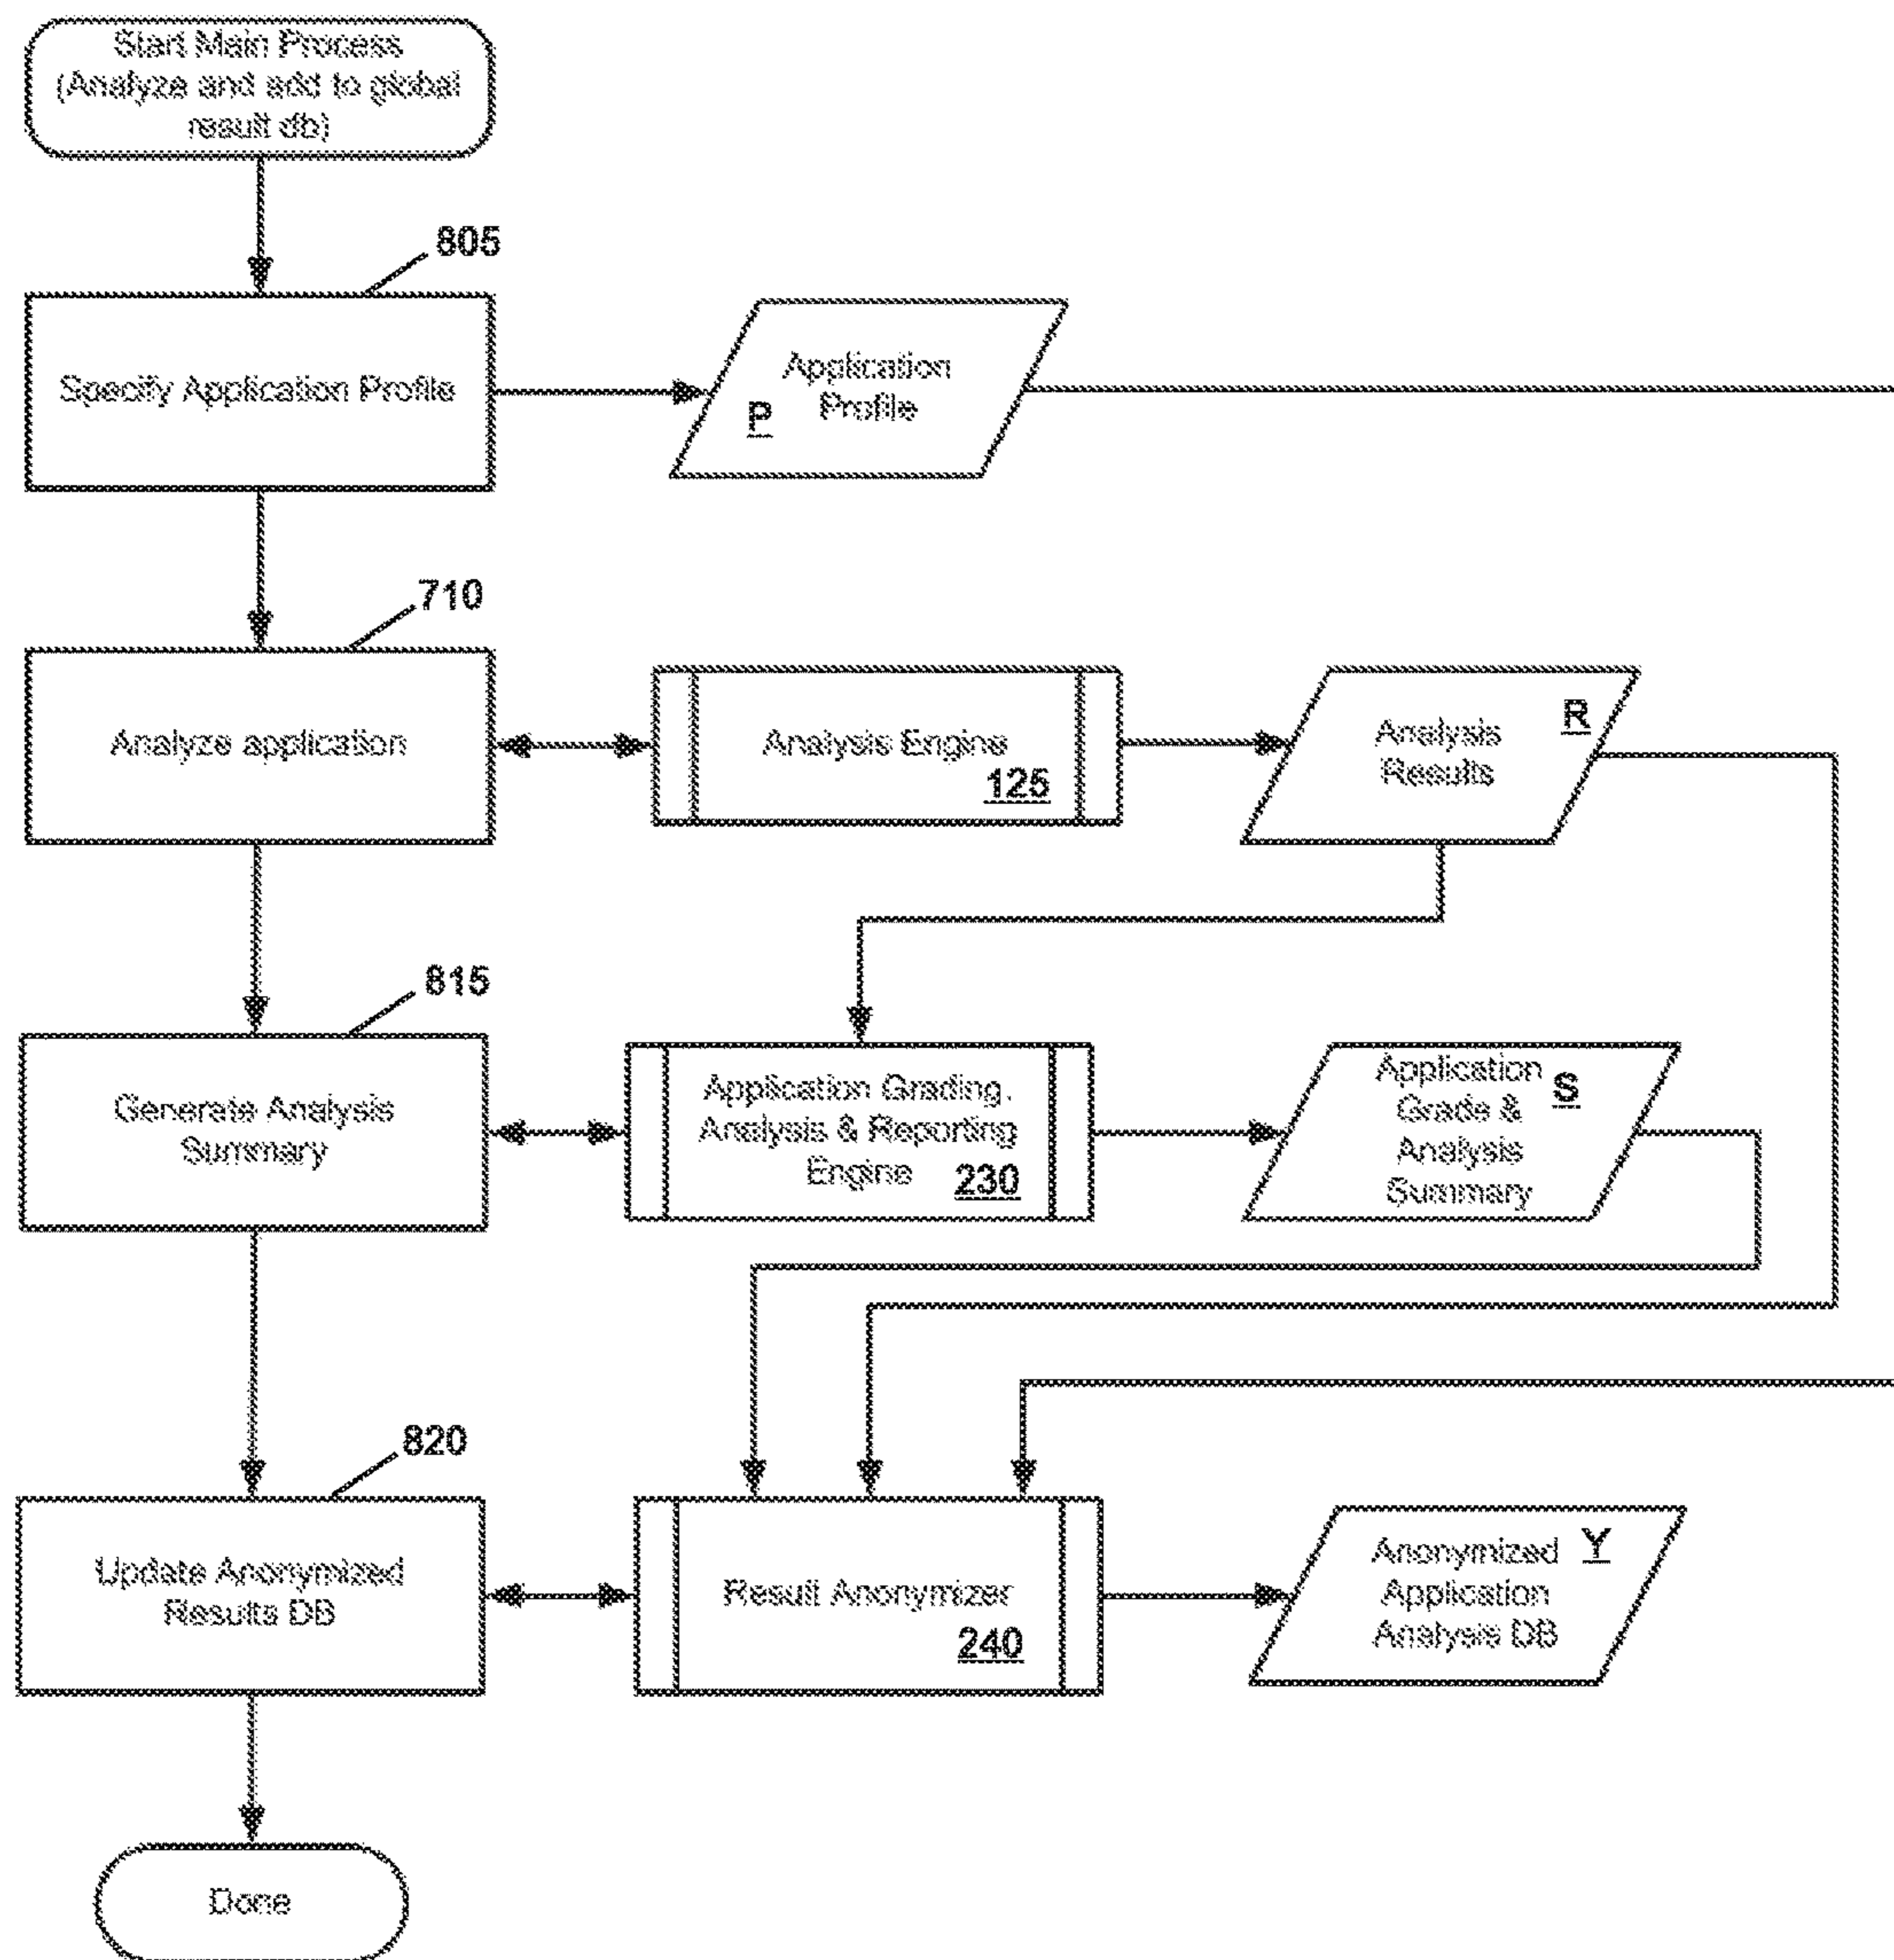 Start Main Process
(Analyze and add to global
result db)
805
Specify Application Profile
Application
Profile
P
710
Analyze application
Analysis Engine
125
Analysis
Results
R
815
Generate Analysis
Summary
Application Grading,
Analysis & Reporting
Engine
230
Application
Grade &
Analysis
Summary
S
820
Update Anonymized
Results DB
Result Anonymizer
240
Anonymized
Application
Analysis DB
Y
Done